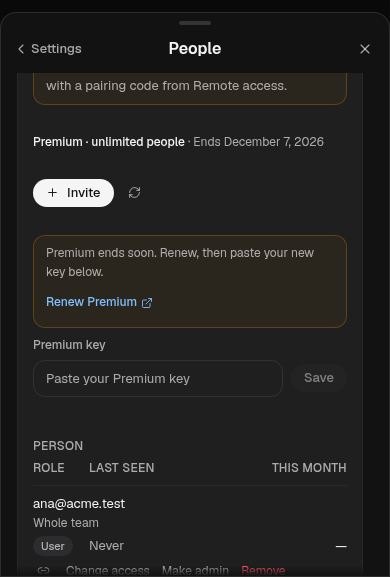 Settings
People
with a pairing code from Remote access.
Premium · unlimited people · Ends December 7, 2026
Invite
Premium ends soon. Renew, then paste your new
key below.
Renew Premium
Premium key
Paste your Premium key
Save
PERSON
ROLE LAST SEEN THIS MONTH
ana@acme.test
Whole team
User Never —
Change access Make admin Remove